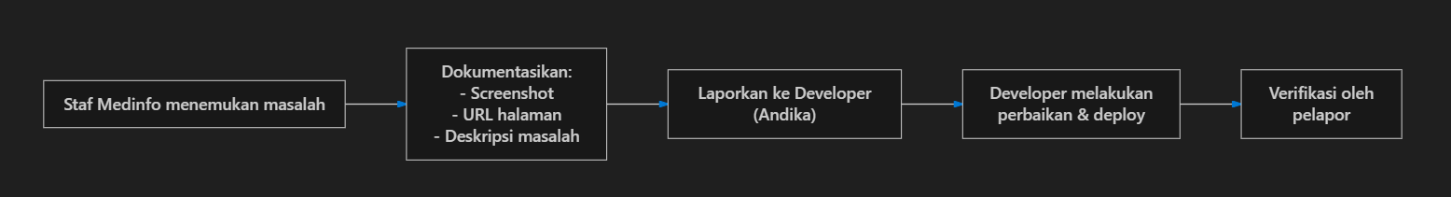 Staf Medinfo menemukan masalah
Dokumentasikan:
- Screenshot
- URL halaman
- Deskripsi masalah
Laporkan ke Developer
(Andika)
Developer melakukan
perbaikan & deploy
Verifikasi oleh
pelapor